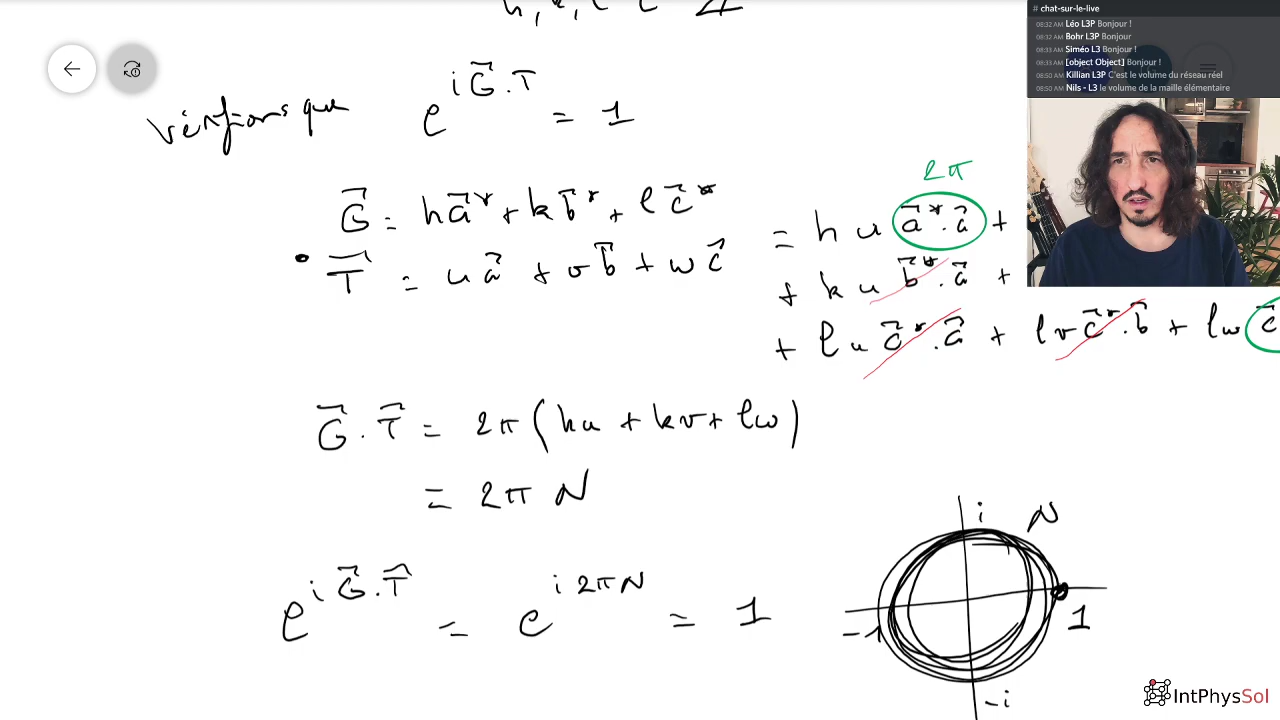 h, k, l ∈ ℤ
# chat-sur-le-live
08:32 AM Léo L3P Bonjour !
08:32 AM Bohr L3P Bonjour
08:33 AM Siméo L3 Bonjour !
08:33 AM [object Object] Bonjour !
08:50 AM Killian L3P C'est le volume du réseau réel
08:50 AM Nils - L3 le volume de la maille élémentaire
vérifions que e^{i G⃗.T⃗} = 1
2π
G⃗ = h a⃗* + k b⃗* + l c⃗*
= h u a⃗*.a⃗ +
• T⃗ = u a⃗ + v b⃗ + w c⃗
+ k u b⃗*.a⃗ +
+ l u c⃗*.a⃗ + l v c⃗*.b⃗ + l w c⃗
G⃗.T⃗ = 2π (hu + kv + lw)
= 2π N
e^{i G⃗.T⃗} = e^{i 2π N} = 1
i N
-1 1
-i
IntPhysSol